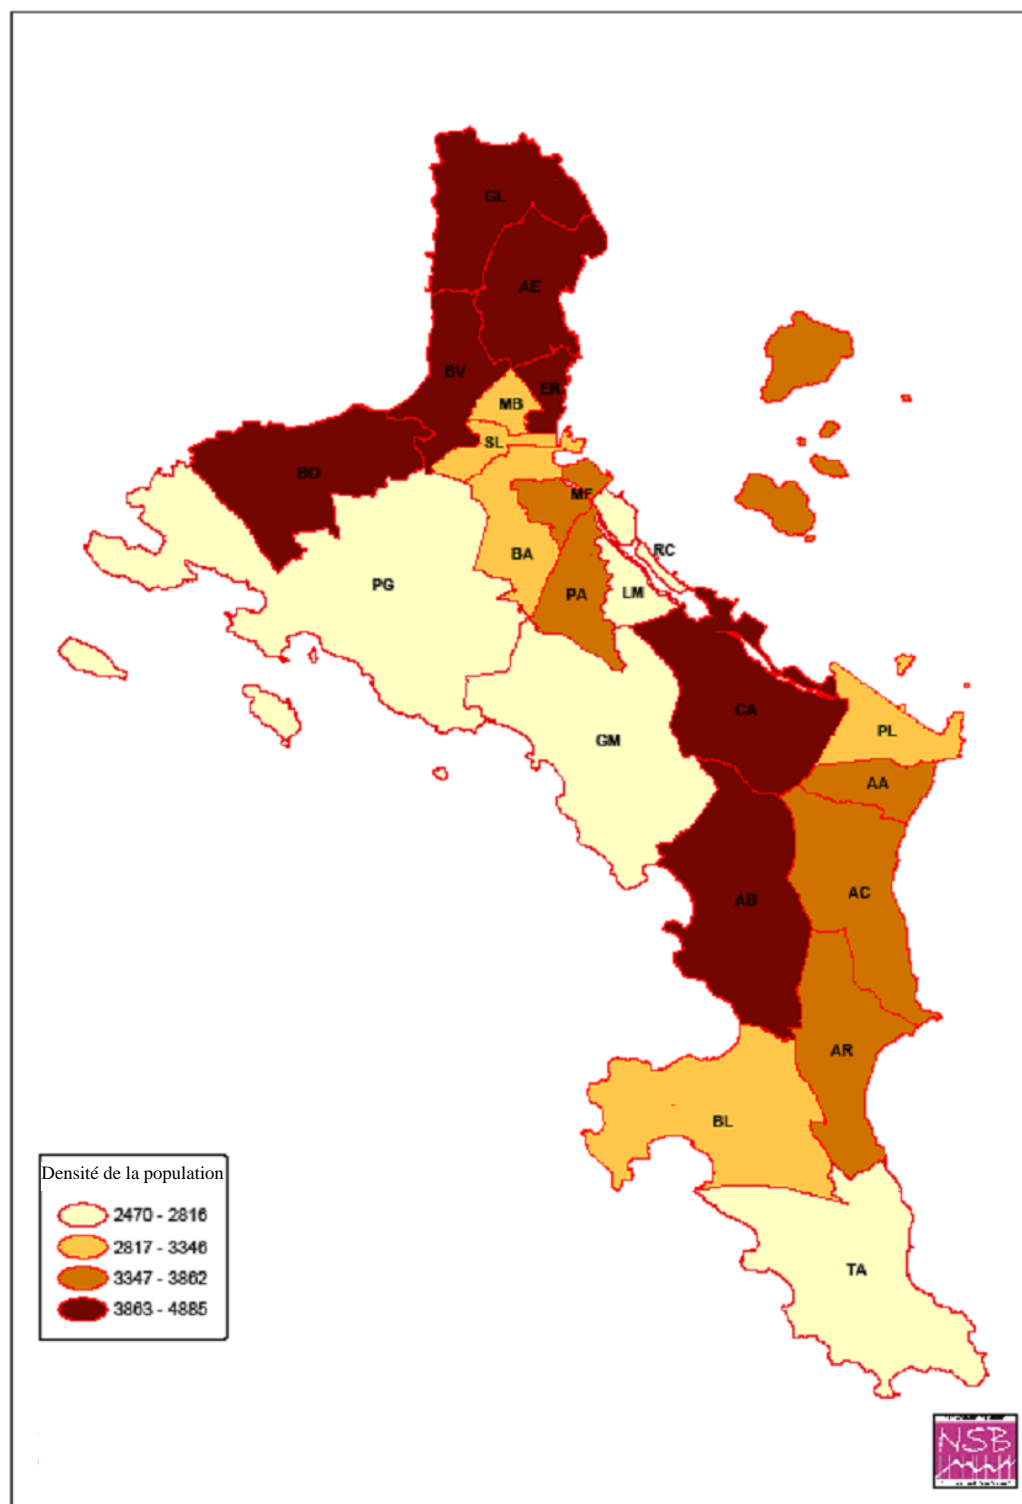 GL
AE
BV
ER
MB
SL
BO
MF
RC
BA
PG
PA
LM
CA
GM
PL
AA
AC
AB
AR
BL
Densité de la population
2470 - 2816
2817 - 3346
3347 - 3862
3863 - 4885
TA
NSB